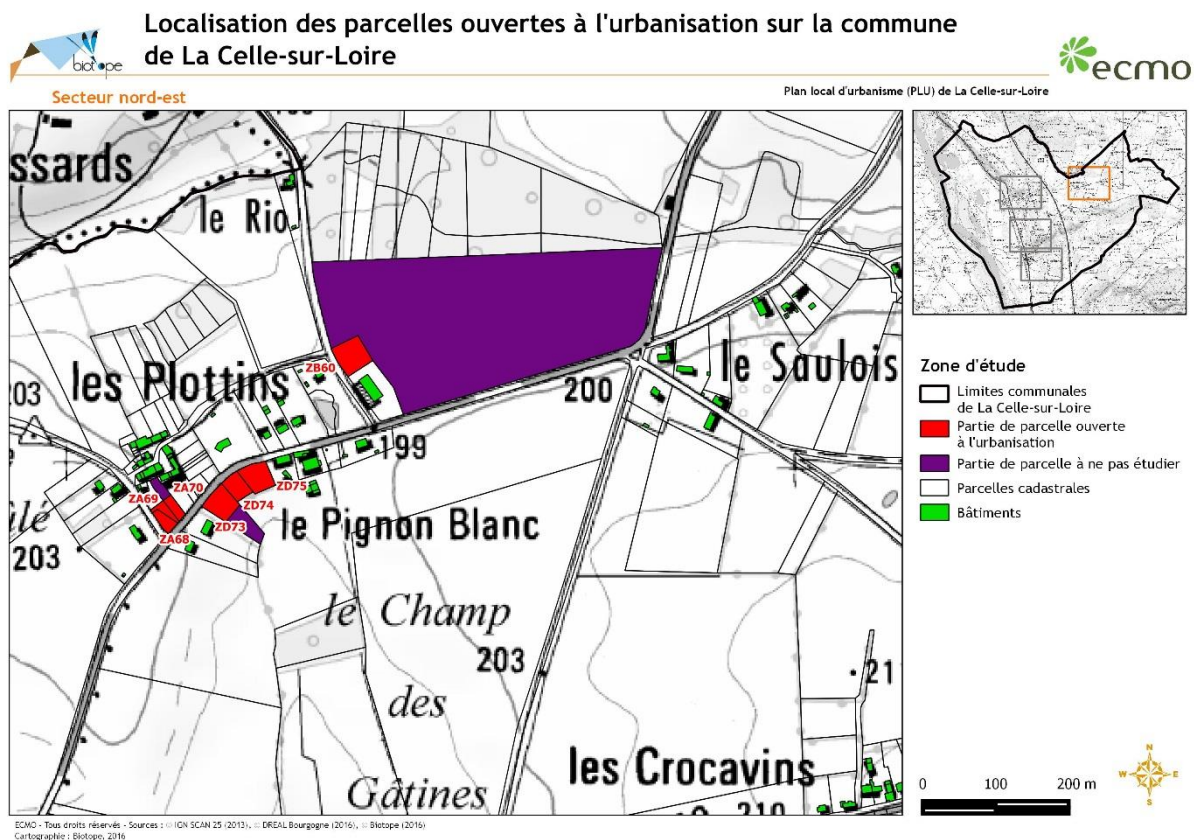 Localisation des parcelles ouvertes à l'urbanisation sur la commune
de La Celle-sur-Loire
biotope
ecmo
Secteur nord-est
Plan local d'urbanisme (PLU) de La Celle-sur-Loire
ssards
le Rio
ZB60
les Plottins
le Saulois
03
200
199
ZA70
ZA69
ZD75
ZD74
ZD73
ZA68
le Pignon Blanc
ulé
203
le Champ
203
des
21
Gâtines
les Crocavins
210
Zone d'étude
Limites communales
de La Celle-sur-Loire
Partie de parcelle ouverte
à l'urbanisation
Partie de parcelle à ne pas étudier
Parcelles cadastrales
Bâtiments
N
W
E
S
0 100 200 m
ECMO - Tous droits réservés - Sources : © IGN SCAN 25 (2013), © DREAL Bourgogne (2016), © Biotope (2016)
Cartographie : Biotope, 2016